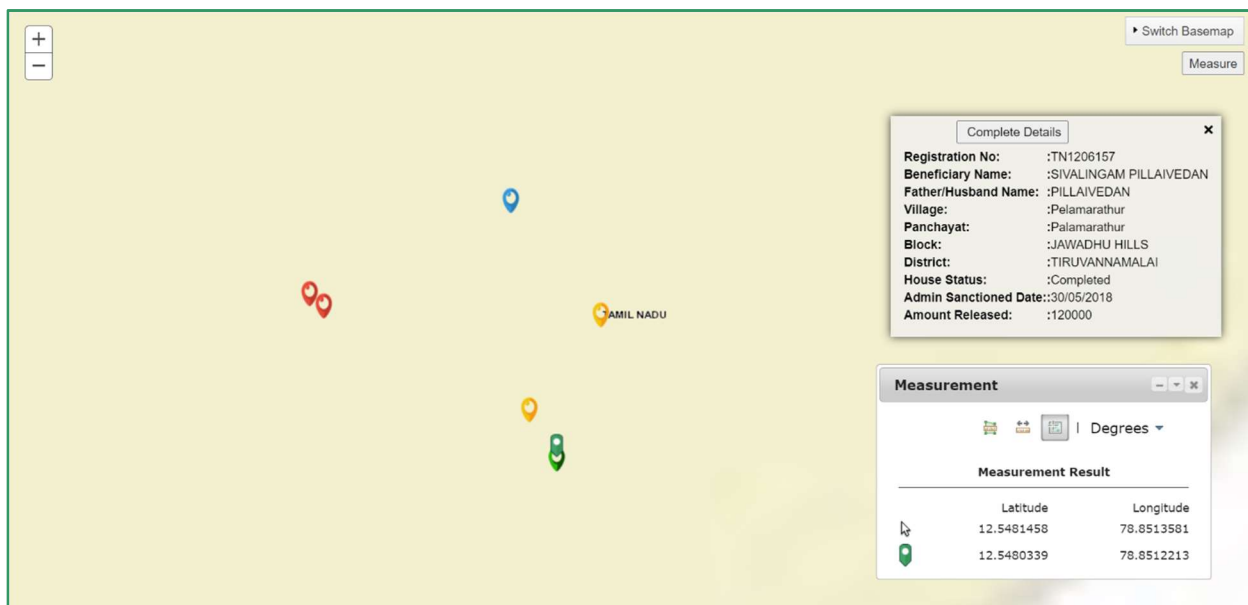 +
−
Switch Basemap
Measure
Complete Details ×
Registration No: :TN1206157
Beneficiary Name: :SIVALINGAM PILLAIVEDAN
Father/Husband Name: :PILLAIVEDAN
Village: :Pelamarathur
Panchayat: :Palamarathur
Block: :JAWADHU HILLS
District: :TIRUVANNAMALAI
House Status: :Completed
Admin Sanctioned Date::30/05/2018
Amount Released: :120000
TAMIL NADU
Measurement
Degrees
Measurement Result
Latitude Longitude
12.5481458 78.8513581
12.5480339 78.8512213